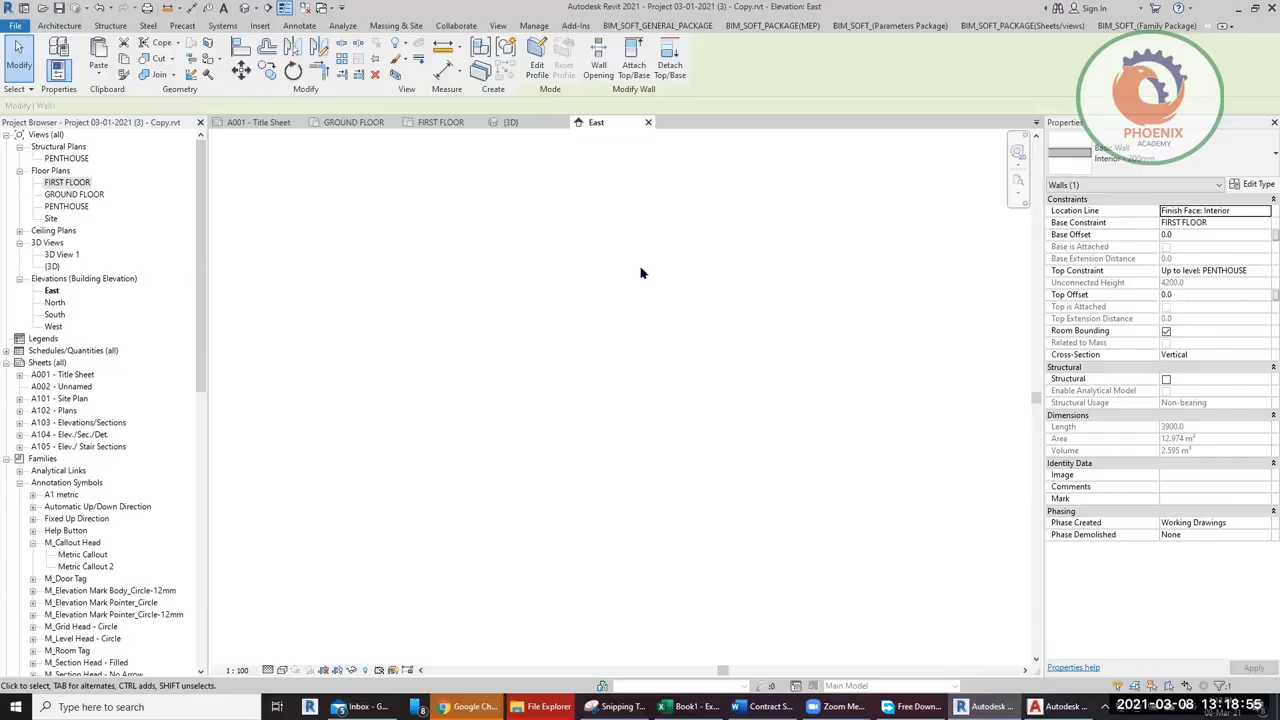 Autodesk Revit 2021 - Project 03-01-2021 (3) - Copy.rvt - Elevation: East
Sign In
File Architecture Structure Steel Precast Systems Insert Annotate Analyze Massing & Site Collaborate View Manage Add-Ins BIM_SOFT_GENERAL_PACKAGE BIM_SOFT_PACKAGE(MEP) BIM_SOFT_(Parameters Package) BIM_SOFT_PACKAGE(Sheets/views) BIM_SOFT_(Family Package)
Modify
Paste
Cope
Cut
Join
Edit Profile
Reset Profile
Wall Opening
Attach Top/Base
Detach Top/Base
Select Properties Clipboard Geometry Modify View Measure Create Mode Modify Wall
Modify | Walls
PHOENIX
ACADEMY
Project Browser - Project 03-01-2021 (3) - Copy.rvt
A001 - Title Sheet GROUND FLOOR FIRST FLOOR {3D} East
Views (all)
Structural Plans
PENTHOUSE
Floor Plans
FIRST FLOOR
GROUND FLOOR
PENTHOUSE
Site
Ceiling Plans
3D Views
3D View 1
{3D}
Elevations (Building Elevation)
East
North
South
West
Legends
Schedules/Quantities (all)
Sheets (all)
A001 - Title Sheet
A002 - Unnamed
A101 - Site Plan
A102 - Plans
A103 - Elevations/Sections
A104 - Elev./Sec./Det.
A105 - Elev./ Stair Sections
Families
Analytical Links
Annotation Symbols
A1 metric
Automatic Up/Down Direction
Fixed Up Direction
Help Button
M_Callout Head
Metric Callout
Metric Callout 2
M_Door Tag
M_Elevation Mark Body_Circle-12mm
M_Elevation Mark Pointer_Circle
M_Elevation Mark Pointer_Circle-12mm
M_Grid Head - Circle
M_Level Head - Circle
M_Room Tag
M_Section Head - Filled
M_Section Head - No Arrow
Properties
Basic Wall
Interior - 200mm
Walls (1) Edit Type
Constraints
Location Line Finish Face: Interior
Base Constraint FIRST FLOOR
Base Offset 0.0
Base is Attached
Base Extension Distance 0.0
Top Constraint Up to level: PENTHOUSE
Unconnected Height 4200.0
Top Offset 0.0
Top is Attached
Top Extension Distance 0.0
Room Bounding
Related to Mass
Cross-Section Vertical
Structural
Structural
Enable Analytical Model
Structural Usage Non-bearing
Dimensions
Length 3900.0
Area 12.974 m²
Volume 2.595 m³
Identity Data
Image
Comments
Mark
Phasing
Phase Created Working Drawings
Phase Demolished None
Properties help Apply
1 : 100
Click to select, TAB for alternates, CTRL adds, SHIFT unselects.
:0 Main Model :1
Type here to search
Inbox - G... Google Ch... File Explorer Snipping T... Book1 - Ex... Contract S... Zoom Me... Free Down... Autodesk ... Autodesk ...
2021-03-08 13:18:55